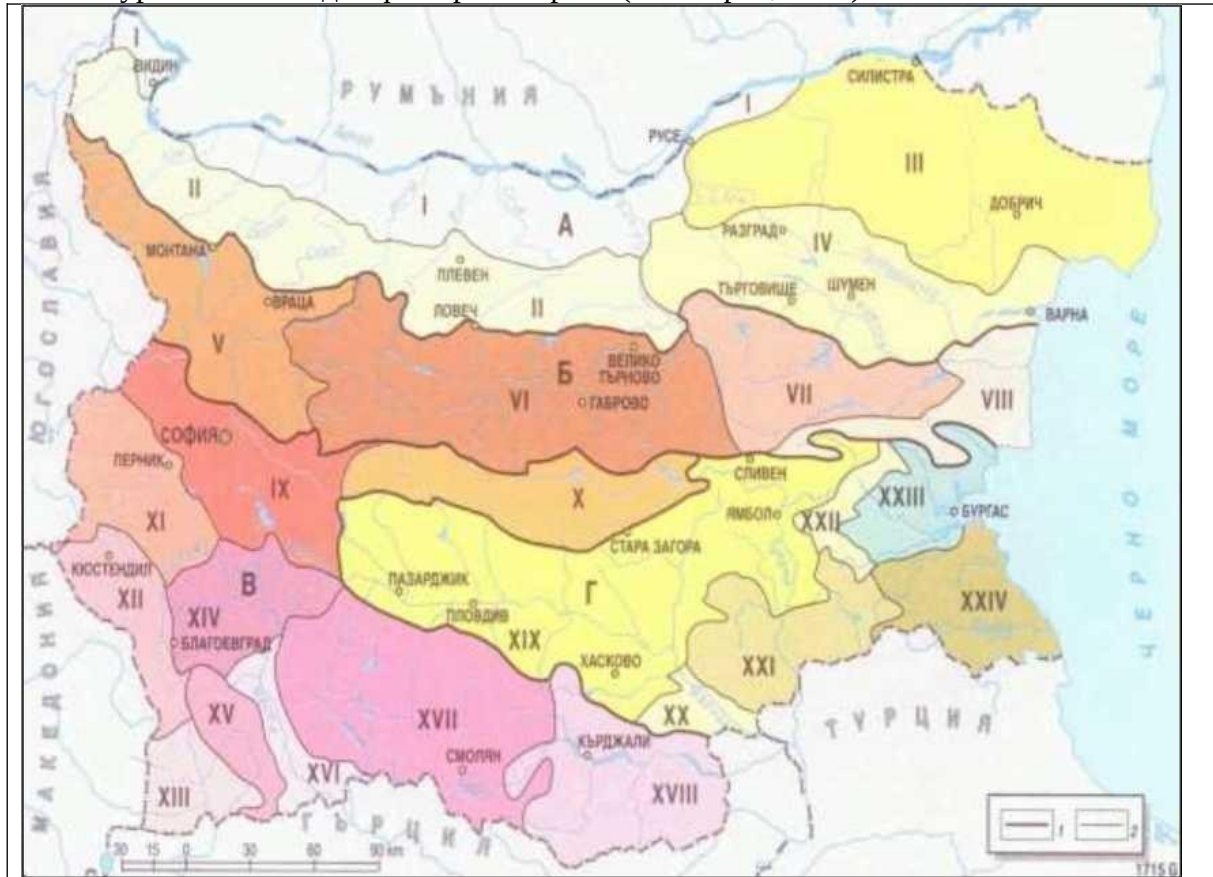 I
ВИДИН
РУМЪНИЯ
СИЛИСТРА
I
РУСЕ
III
ДОБРИЧ
II
I
А
РАЗГРАД
IV
МОНТАНА
ПЛЕВЕН
ТЪРГОВИЩЕ
ШУМЕН
ВРАЦА
ЛОВЕЧ
II
ВАРНА
ЮГОСЛАВИЯ
V
Б
ВЕЛИКО
ТЪРНОВО
VI
ГАБРОВО
VII
VIII
ЧЕРНО МОРЕ
СОФИЯ
ПЕРНИК
IX
X
СЛИВЕН
ЯМБОЛ
XXII
XXIII
БУРГАС
XI
СТАРА ЗАГОРА
КЮСТЕНДИЛ
XII
В
ПАЗАРДЖИК
Г
XIV
ПЛОВДИВ
XXIV
БЛАГОЕВГРАД
XIX
ХАСКОВО
XXI
МАКЕДОНИЯ
XV
XVII
XX
ТУРЦИЯ
СМОЛЯН
КЪРДЖАЛИ
XVI
XIII
XVIII
ГЪРЦИЯ
1
2
30 15 0 30 60 90 km
1715 G